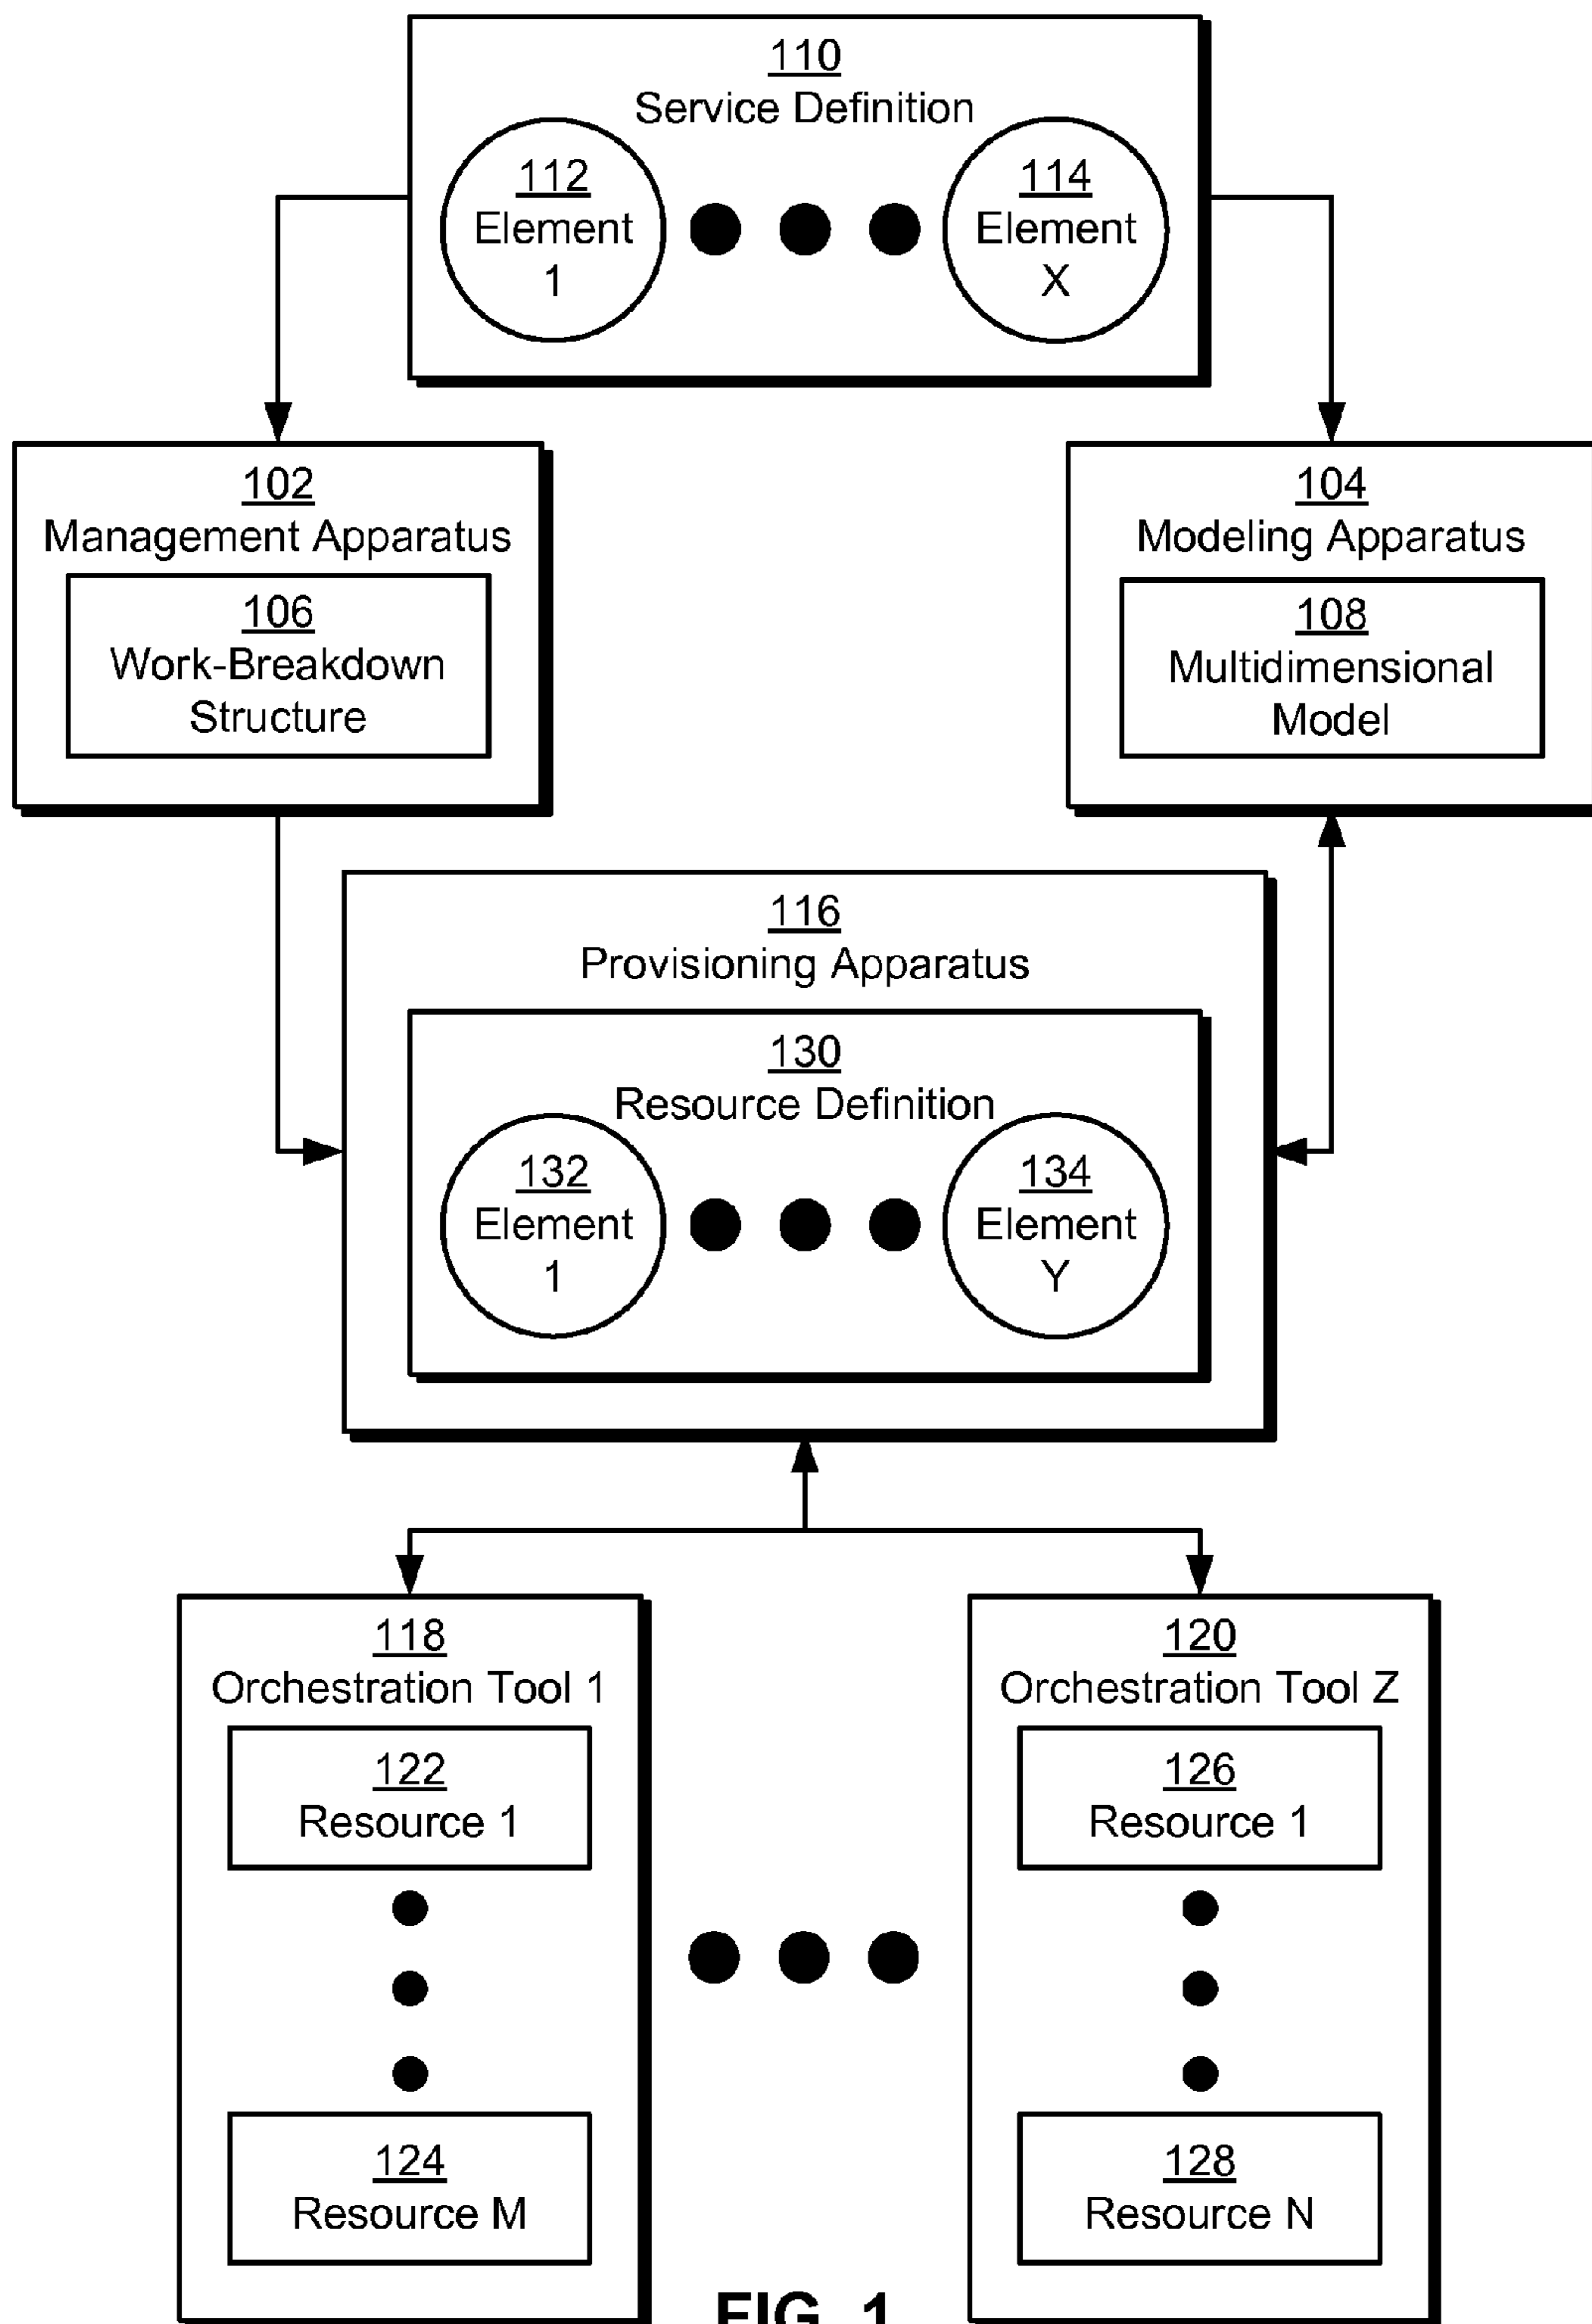 110
Service Definition
112
Element
1
114
Element
X
102
Management Apparatus
106
Work-Breakdown
Structure
104
Modeling Apparatus
108
Multidimensional
Model
116
Provisioning Apparatus
130
Resource Definition
132
Element
1
134
Element
Y
118
Orchestration Tool 1
122
Resource 1
124
Resource M
120
Orchestration Tool Z
126
Resource 1
128
Resource N
FIG. 1